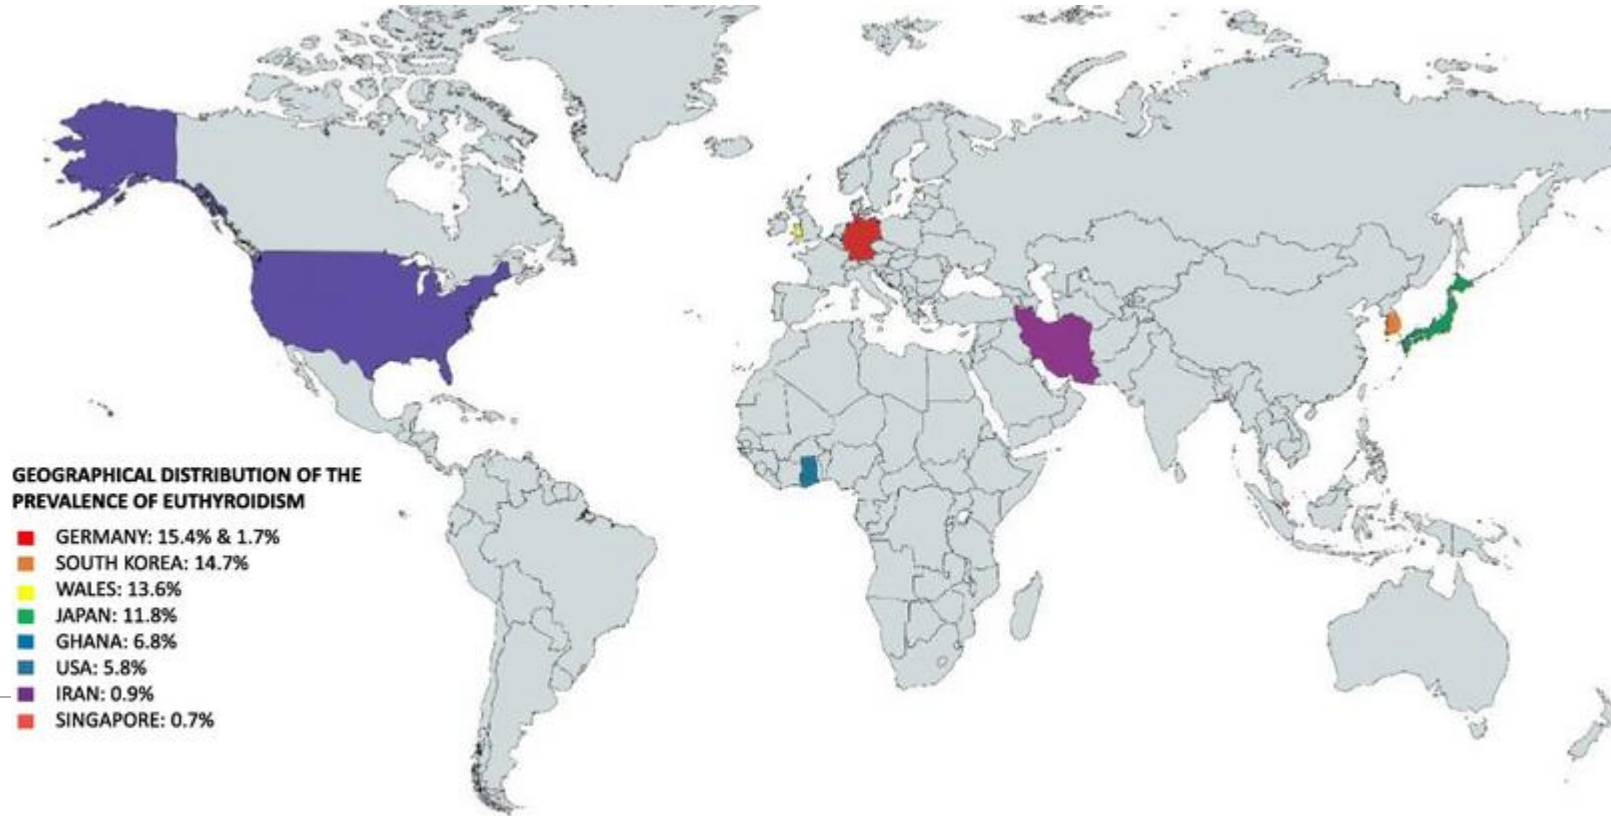 GEOGRAPHICAL DISTRIBUTION OF THE
PREVALENCE OF EUTHYROIDISM
GERMANY: 15.4% & 1.7%
SOUTH KOREA: 14.7%
WALES: 13.6%
JAPAN: 11.8%
GHANA: 6.8%
USA: 5.8%
IRAN: 0.9%
SINGAPORE: 0.7%